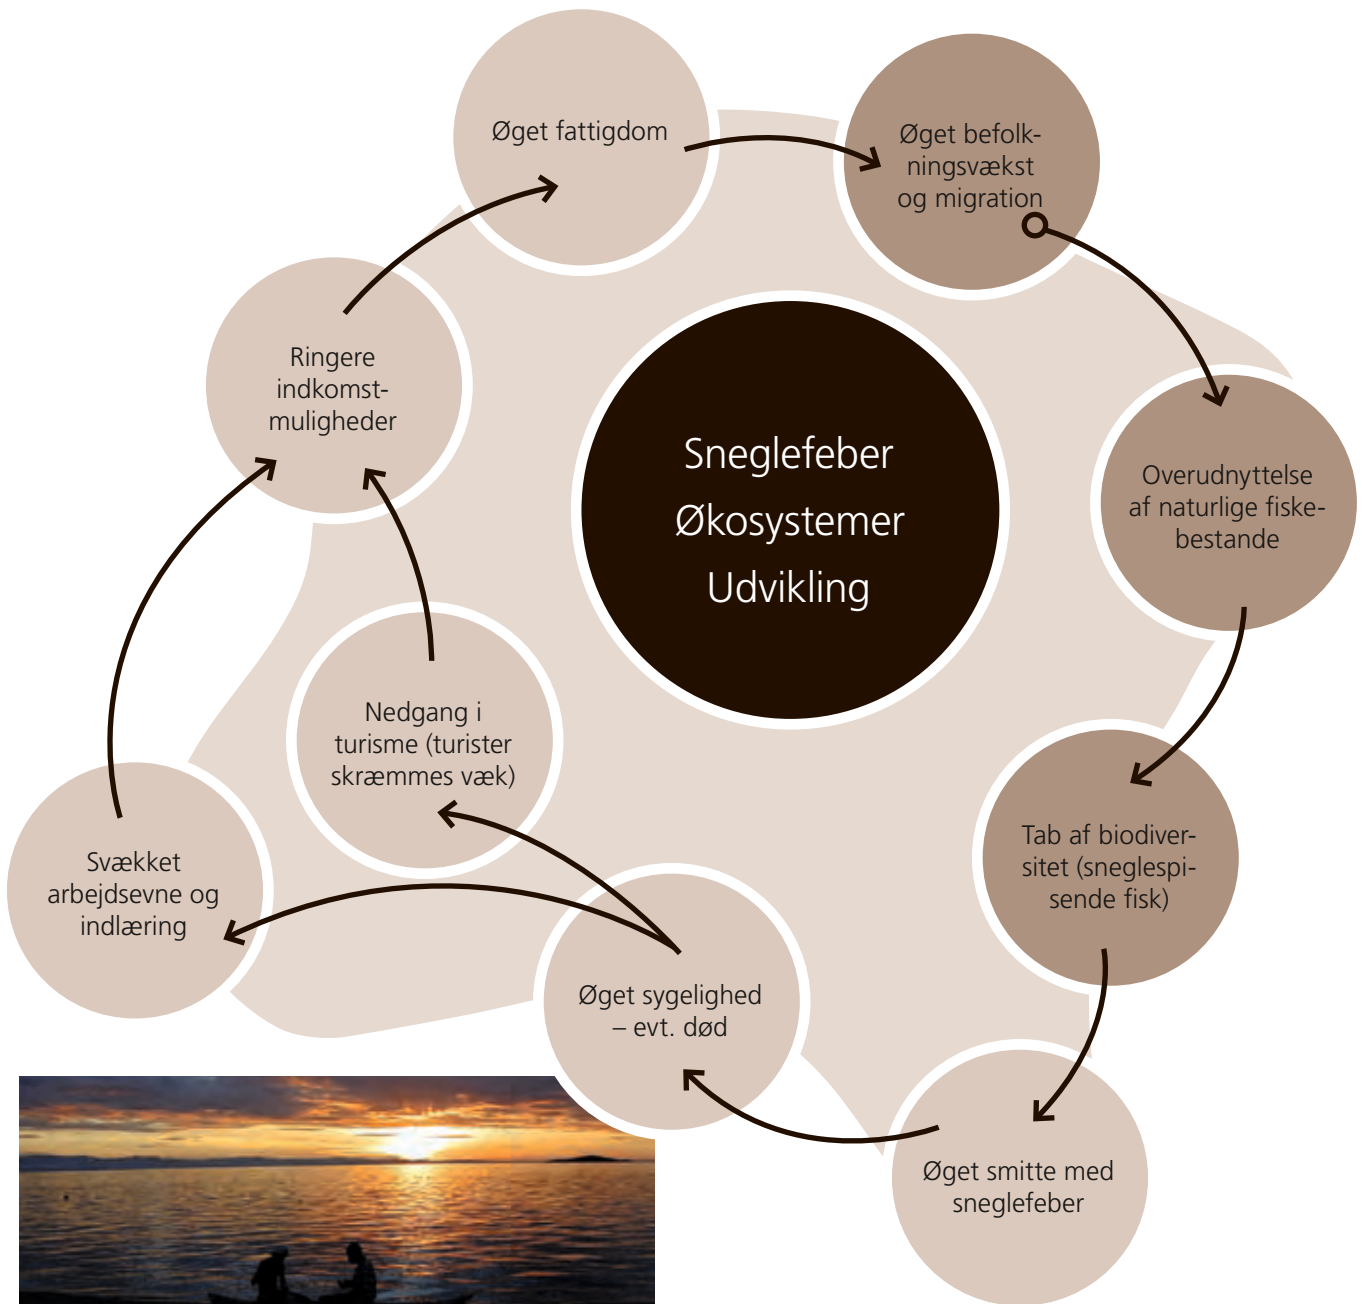 Øget fattigdom
Øget befolk-
ningsvækst
og migration
Ringere
indkomst-
muligheder
Sneglefeber
Økosystemer
Udvikling
Overudnyttelse
af naturlige fiske-
bestande
Nedgang i
turisme (turister
skræmmes væk)
Tab af biodiver-
sitet (sneglespi-
sende fisk)
Svækket
arbejdsevne og
indlæring
Øget sygelighed
– evt. død
Øget smitte med
sneglefeber